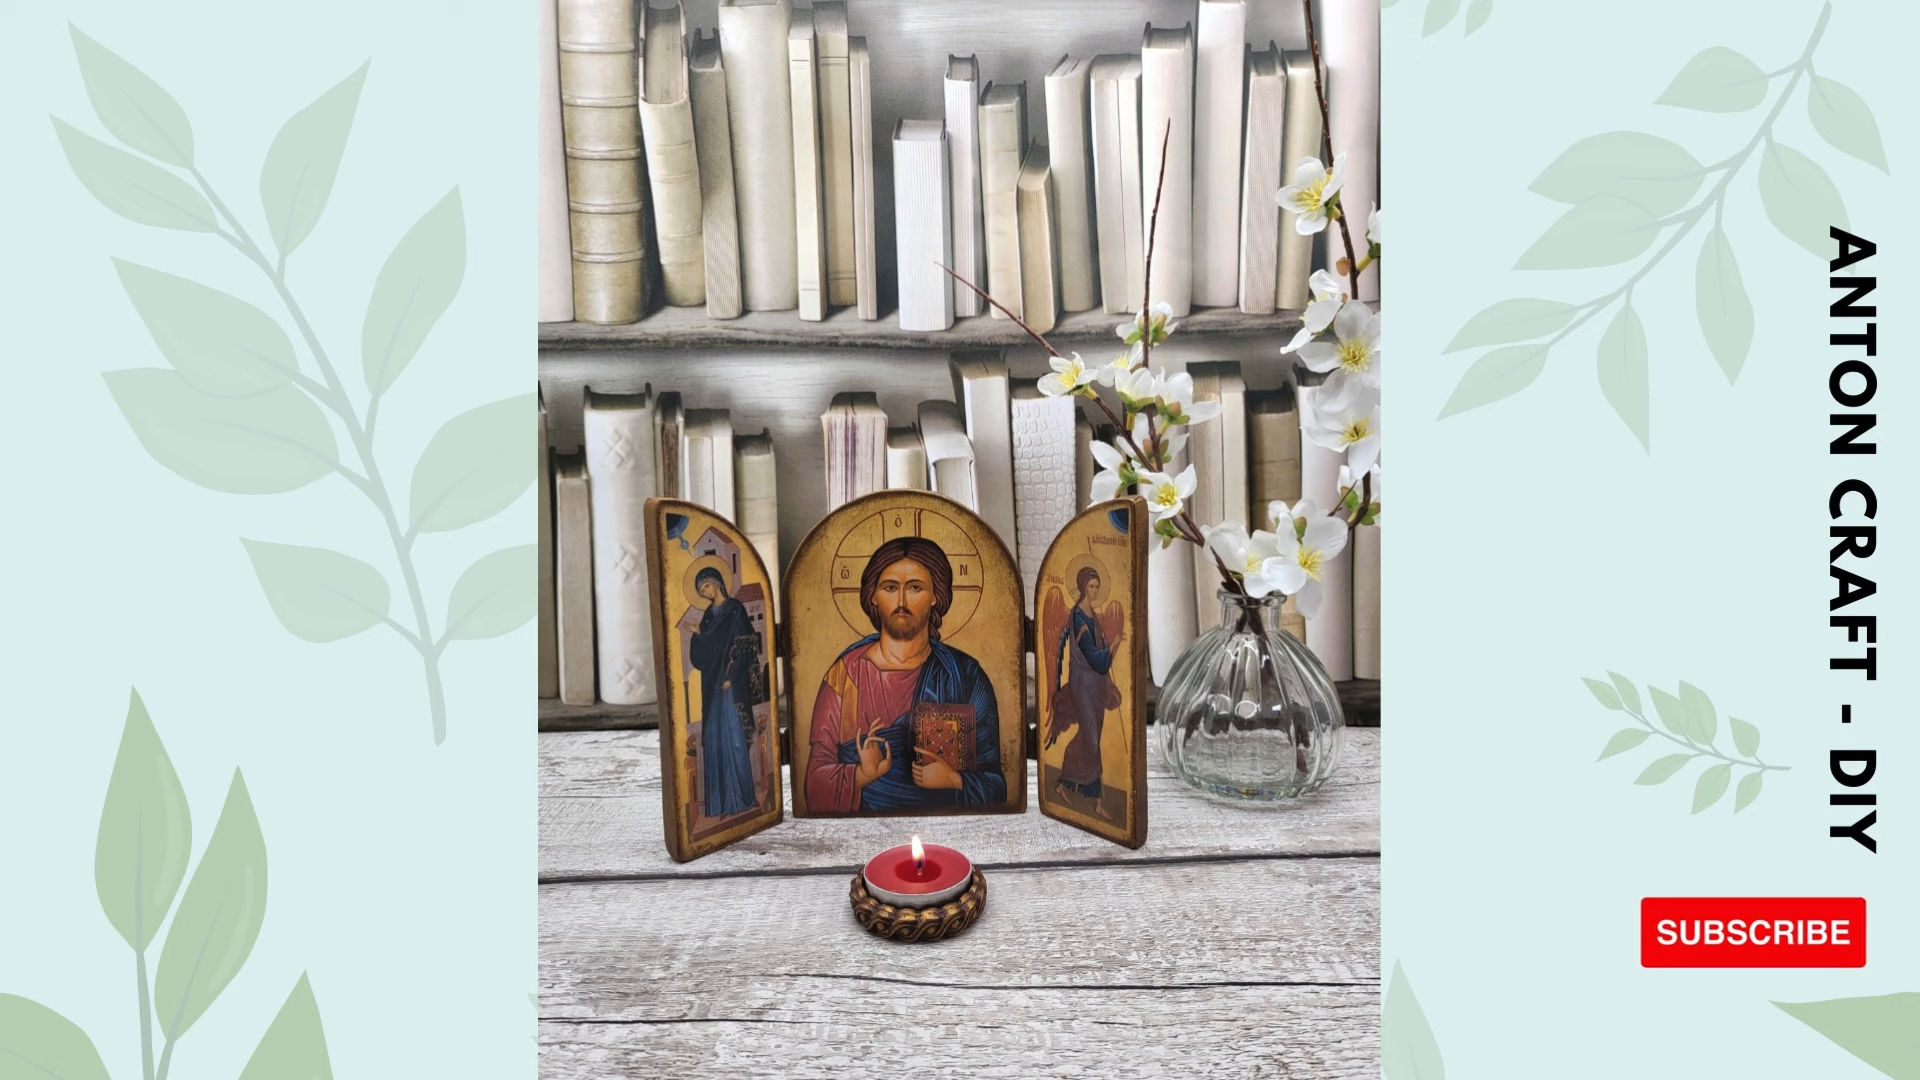 ὁ
ὤ
Ν
ANTON CRAFT - DIY
SUBSCRIBE